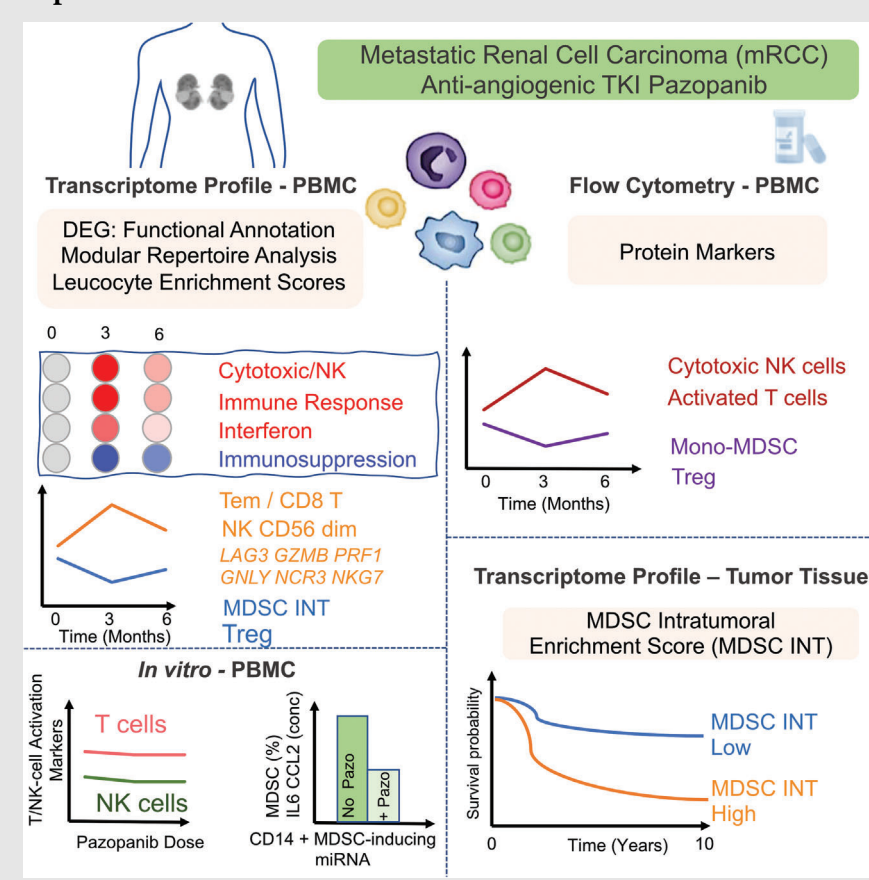 Metastatic Renal Cell Carcinoma (mRCC)
Anti-angiogenic TKI Pazopanib
Transcriptome Profile - PBMC
DEG: Functional Annotation
Modular Repertoire Analysis
Leucocyte Enrichment Scores
Flow Cytometry - PBMC
Protein Markers
0 3 6
Cytotoxic/NK
Immune Response
Interferon
Immunosuppression
Tem / CD8 T
NK CD56 dim
LAG3 GZMB PRF1
GNLY NCR3 NKG7
MDSC INT
Treg
0 3 6
Time (Months)
Cytotoxic NK cells
Activated T cells
Mono-MDSC
Treg
0 3 6
Time (Months)
In vitro - PBMC
T/NK-cell Activation
Markers
T cells
NK cells
Pazopanib Dose
MDSC (%)
IL6 CCL2 (conc)
No Pazo
+ Pazo
CD14 + MDSC-inducing
miRNA
Transcriptome Profile – Tumor Tissue
MDSC Intratumoral
Enrichment Score (MDSC INT)
Survival probability
MDSC INT
Low
MDSC INT
High
0 Time (Years) 10